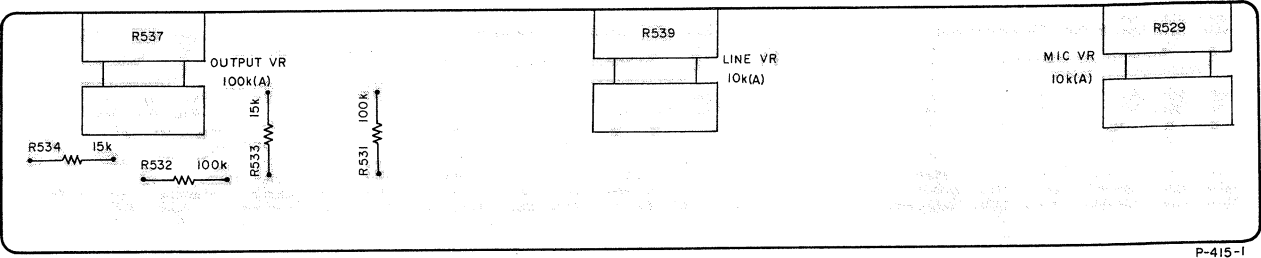 R537
OUTPUT VR
100k(A)
R539
LINE VR
10k(A)
R529
MIC VR
10k(A)
R534 15k
R532 100k
R533 15k
R531 100k
P-415-1